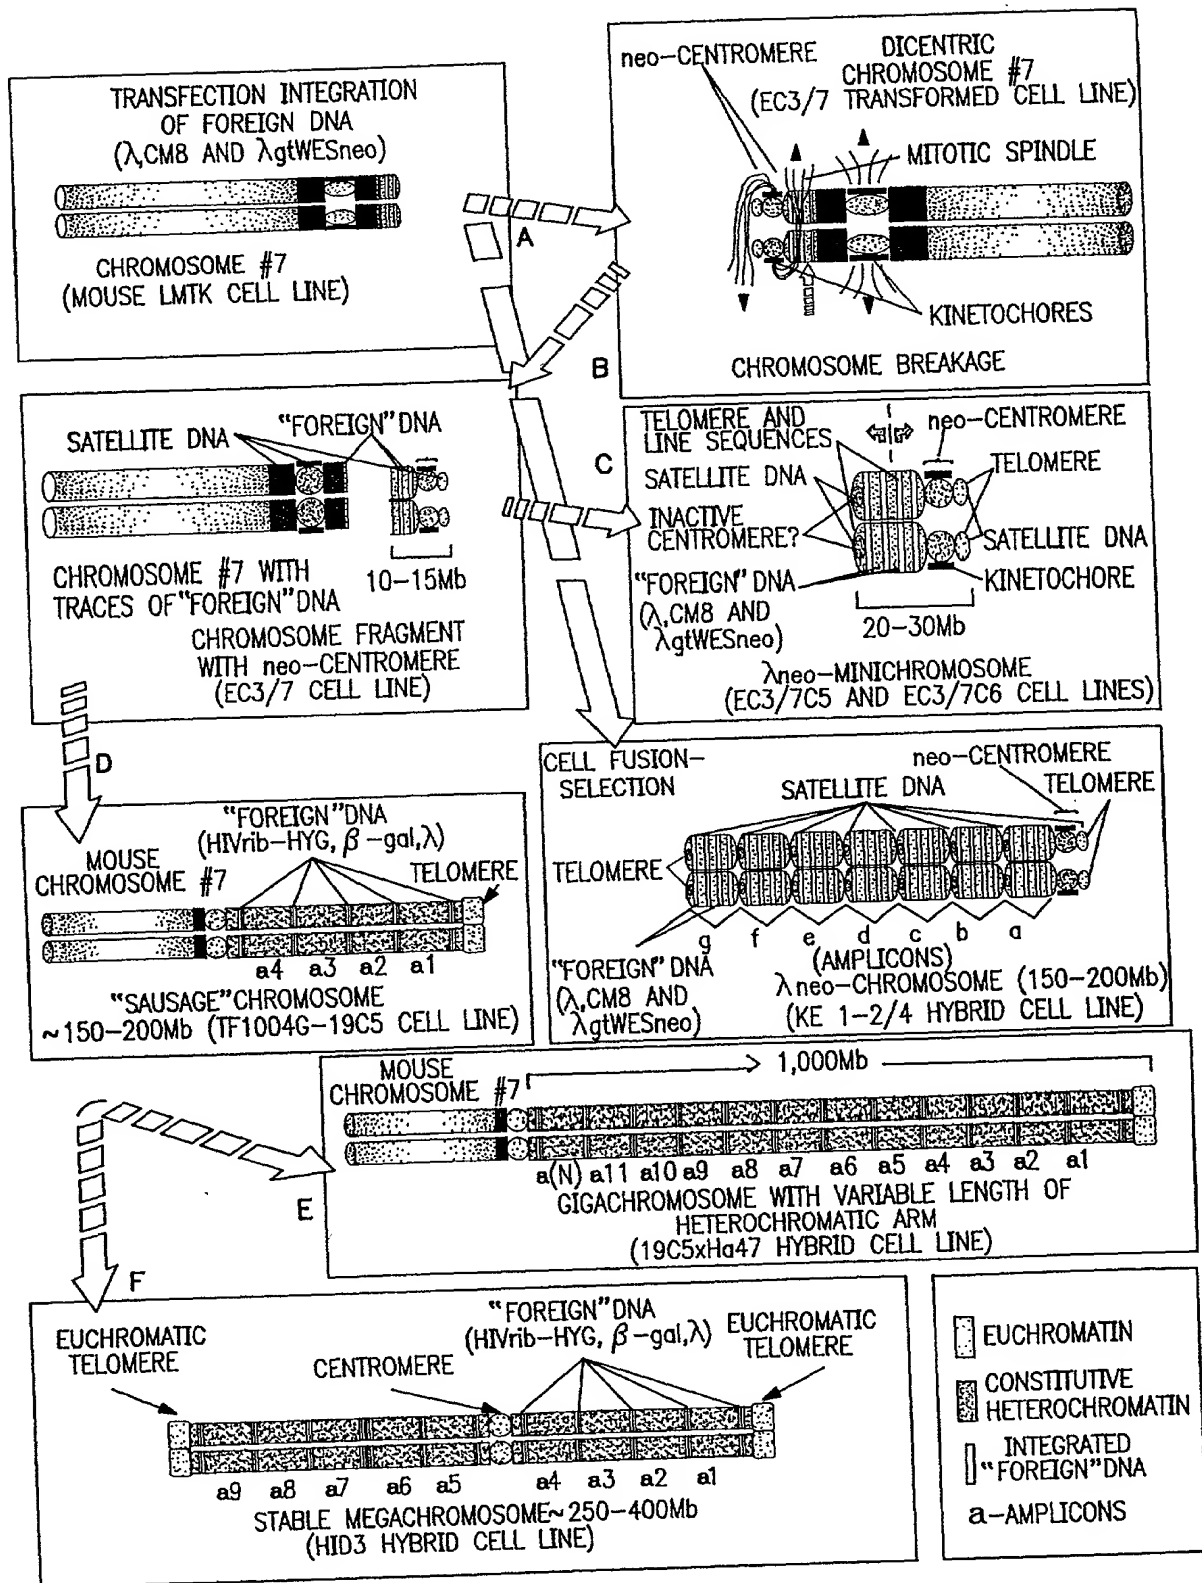 TRANSFECTION INTEGRATION
OF FOREIGN DNA
(λ,CM8 AND λgtWESneo)
CHROMOSOME #7
(MOUSE LMTK CELL LINE)
A
neo-CENTROMERE
DICENTRIC
CHROMOSOME #7
(EC3/7 TRANSFORMED CELL LINE)
MITOTIC SPINDLE
KINETOCHORES
CHROMOSOME BREAKAGE
B
SATELLITE DNA
"FOREIGN" DNA
10-15Mb
CHROMOSOME #7 WITH
TRACES OF "FOREIGN" DNA
CHROMOSOME FRAGMENT
WITH neo-CENTROMERE
(EC3/7 CELL LINE)
C
TELOMERE AND
LINE SEQUENCES
neo-CENTROMERE
SATELLITE DNA
TELOMERE
INACTIVE
CENTROMERE?
SATELLITE DNA
"FOREIGN" DNA
(λ,CM8 AND
λgtWESneo)
KINETOCHORE
20-30Mb
λneo-MINICHROMOSOME
(EC3/7C5 AND EC3/7C6 CELL LINES)
D
CELL FUSION-
SELECTION
neo-CENTROMERE
SATELLITE DNA
TELOMERE
TELOMERE
g f e d c b a
(AMPLICONS)
"FOREIGN" DNA
(λ,CM8 AND
λgtWESneo)
λneo-CHROMOSOME (150-200Mb)
(KE 1-2/4 HYBRID CELL LINE)
"FOREIGN" DNA
(HIVrib-HYG, β-gal,λ)
MOUSE
CHROMOSOME #7
TELOMERE
a4 a3 a2 a1
"SAUSAGE" CHROMOSOME
~150-200Mb (TF1004G-19C5 CELL LINE)
MOUSE
CHROMOSOME #7
1,000Mb
a(N) a11 a10 a9 a8 a7 a6 a5 a4 a3 a2 a1
E
GIGACHROMOSOME WITH VARIABLE LENGTH OF
HETEROCHROMATIC ARM
(19C5xHa47 HYBRID CELL LINE)
F
"FOREIGN" DNA
(HIVrib-HYG, β-gal,λ)
EUCHROMATIC
TELOMERE
CENTROMERE
EUCHROMATIC
TELOMERE
a9 a8 a7 a6 a5 a4 a3 a2 a1
STABLE MEGACHROMOSOME~250-400Mb
(HID3 HYBRID CELL LINE)
EUCHROMATIN
CONSTITUTIVE
HETEROCHROMATIN
INTEGRATED
"FOREIGN" DNA
a-AMPLICONS